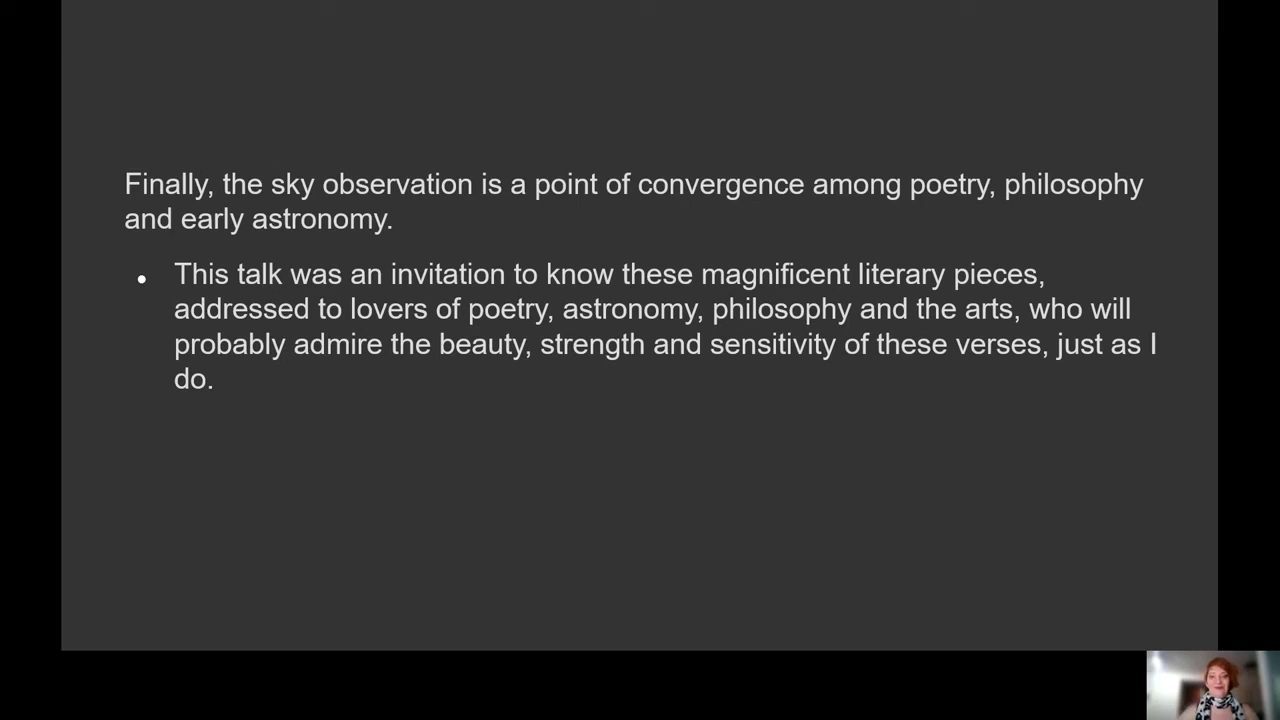 Finally, the sky observation is a point of convergence among poetry, philosophy
and early astronomy.
● This talk was an invitation to know these magnificent literary pieces,
addressed to lovers of poetry, astronomy, philosophy and the arts, who will
probably admire the beauty, strength and sensitivity of these verses, just as I
do.